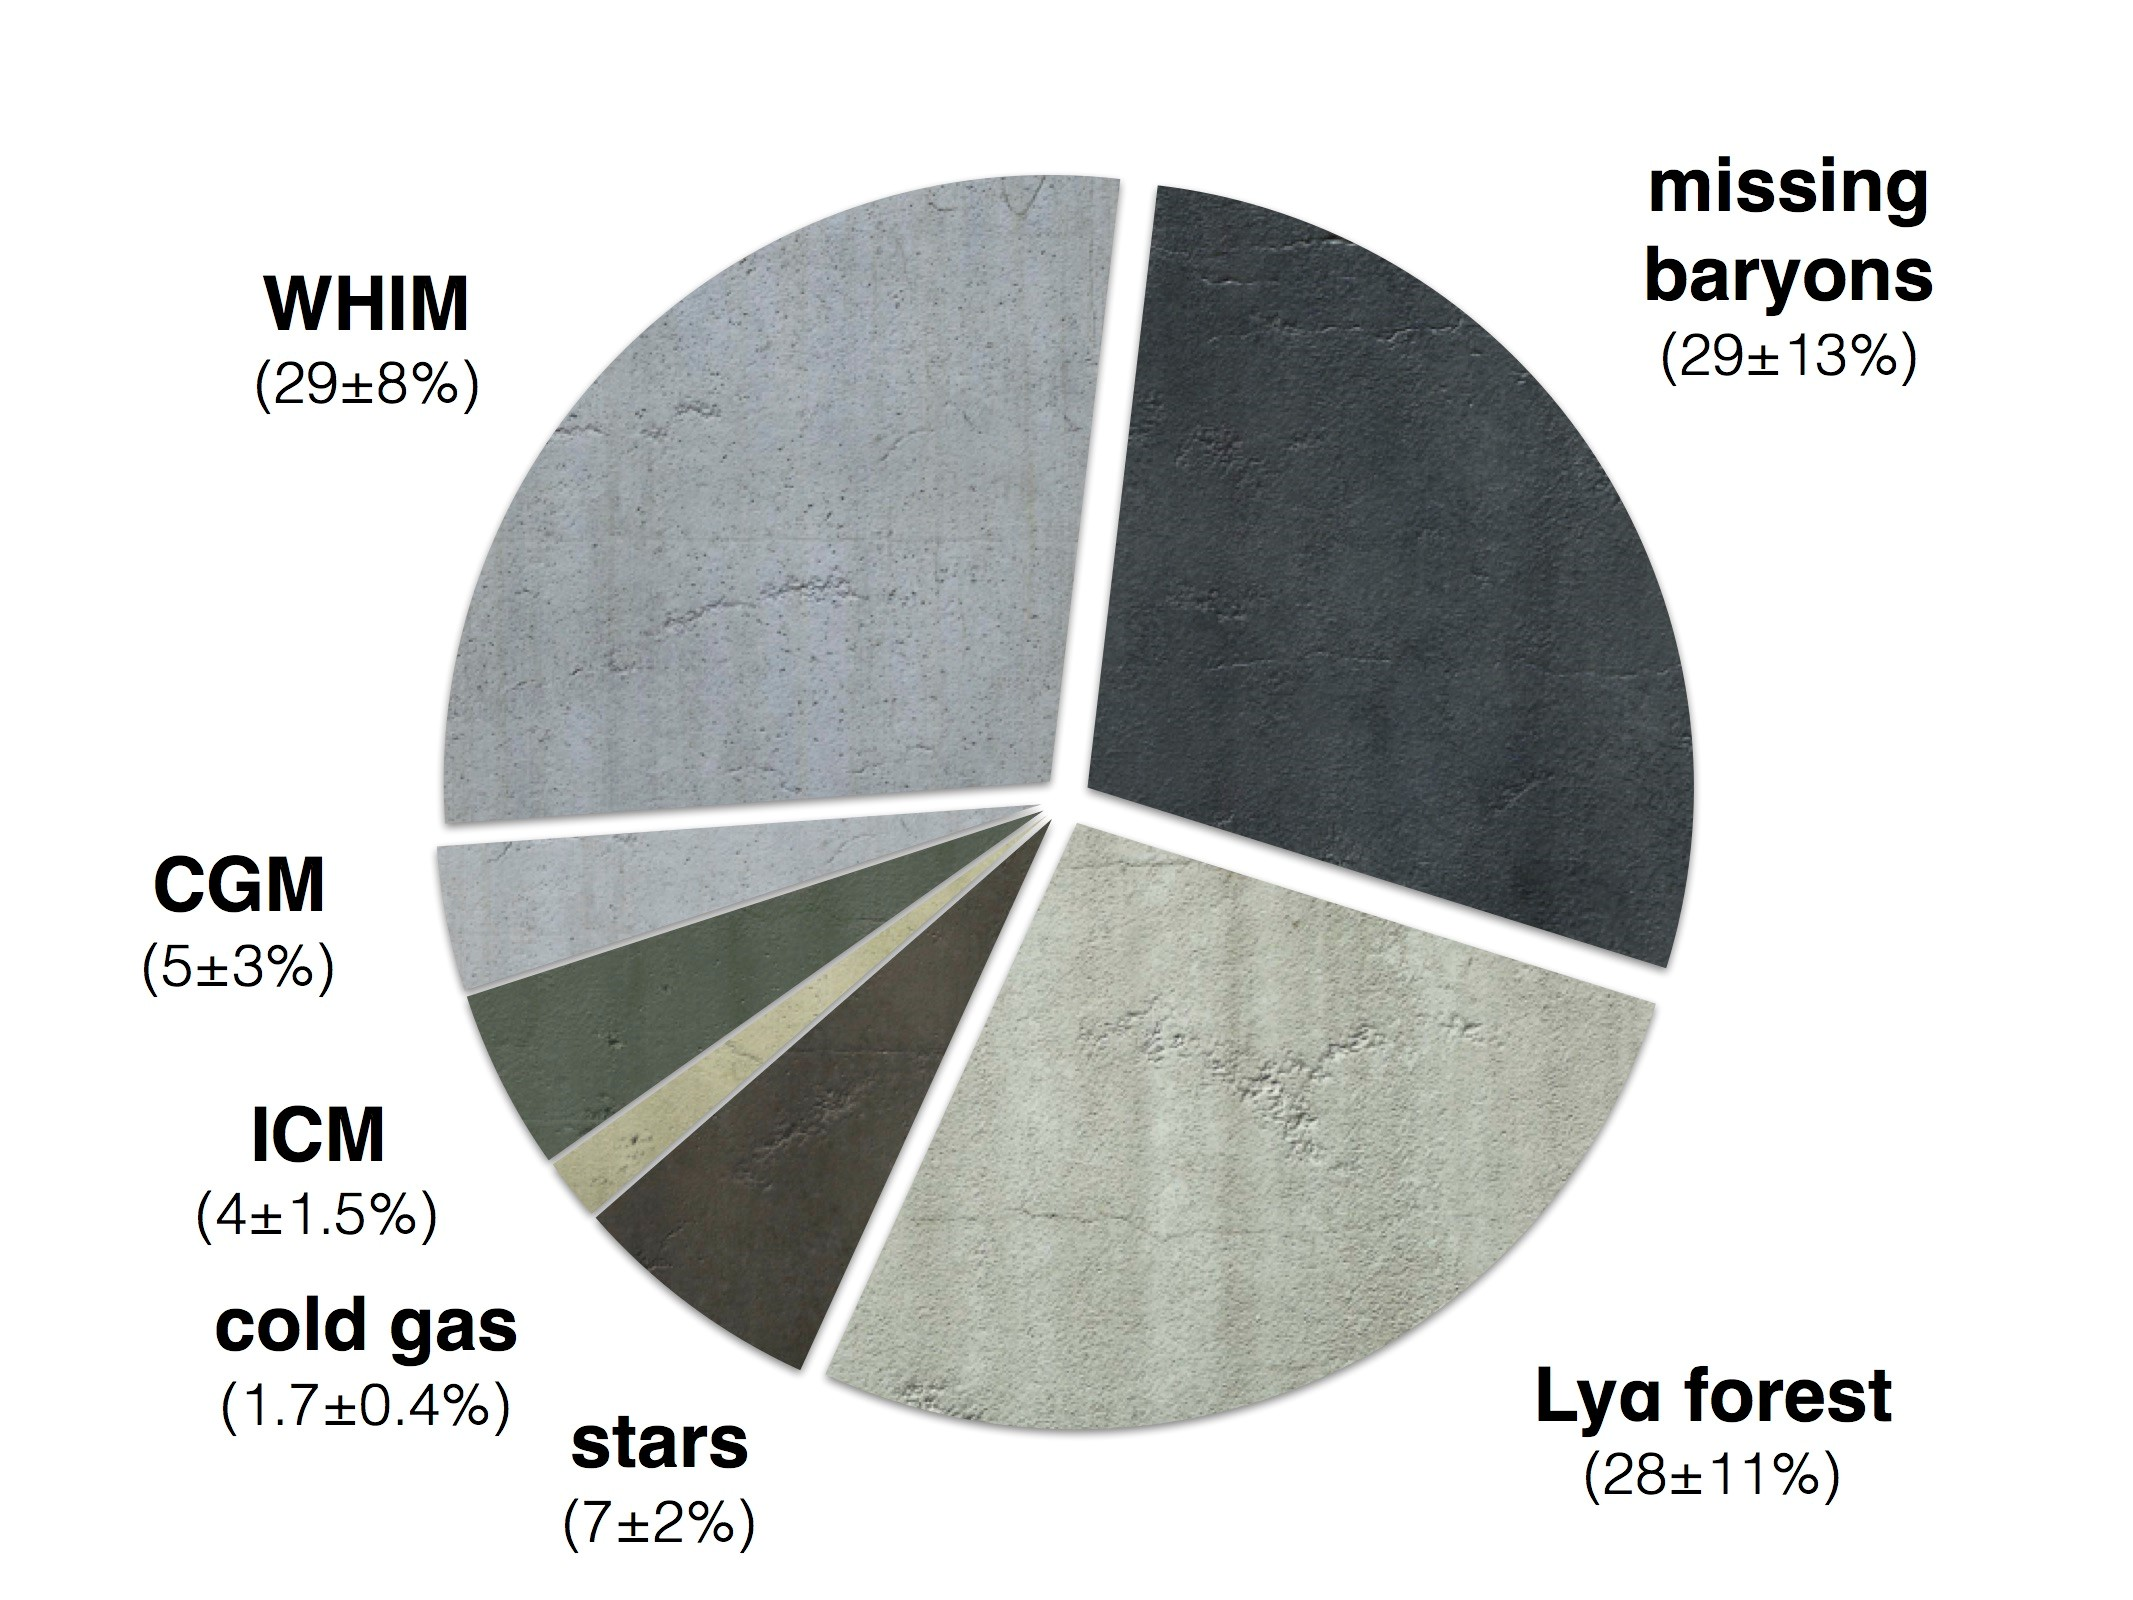 missing
baryons
(29±13%)
WHIM
(29±8%)
CGM
(5±3%)
ICM
(4±1.5%)
cold gas
(1.7±0.4%)
stars
(7±2%)
Lyα forest
(28±11%)